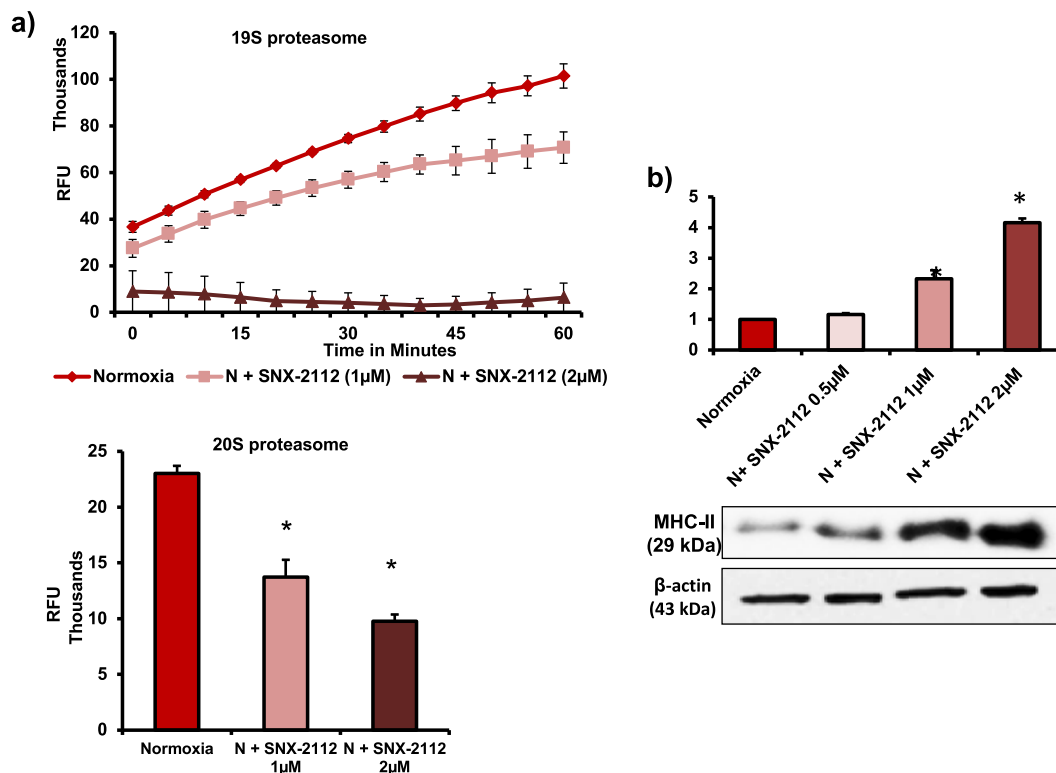 a)
19S proteasome
RFU Thousands
120
100
80
60
40
20
0
0 15 30 45 60
Time in Minutes
Normoxia N + SNX-2112 (1µM) N + SNX-2112 (2µM)
20S proteasome
RFU
Thousands
25
20
15
10
5
0
* *
Normoxia N + SNX-2112 N + SNX-2112
1µM 2µM
b)
5
4
3
2
1
0
* *
Normoxia
N+ SNX-2112 0.5µM
N + SNX-2112 1µM
N + SNX-2112 2µM
MHC-II
(29 kDa)
β-actin
(43 kDa)